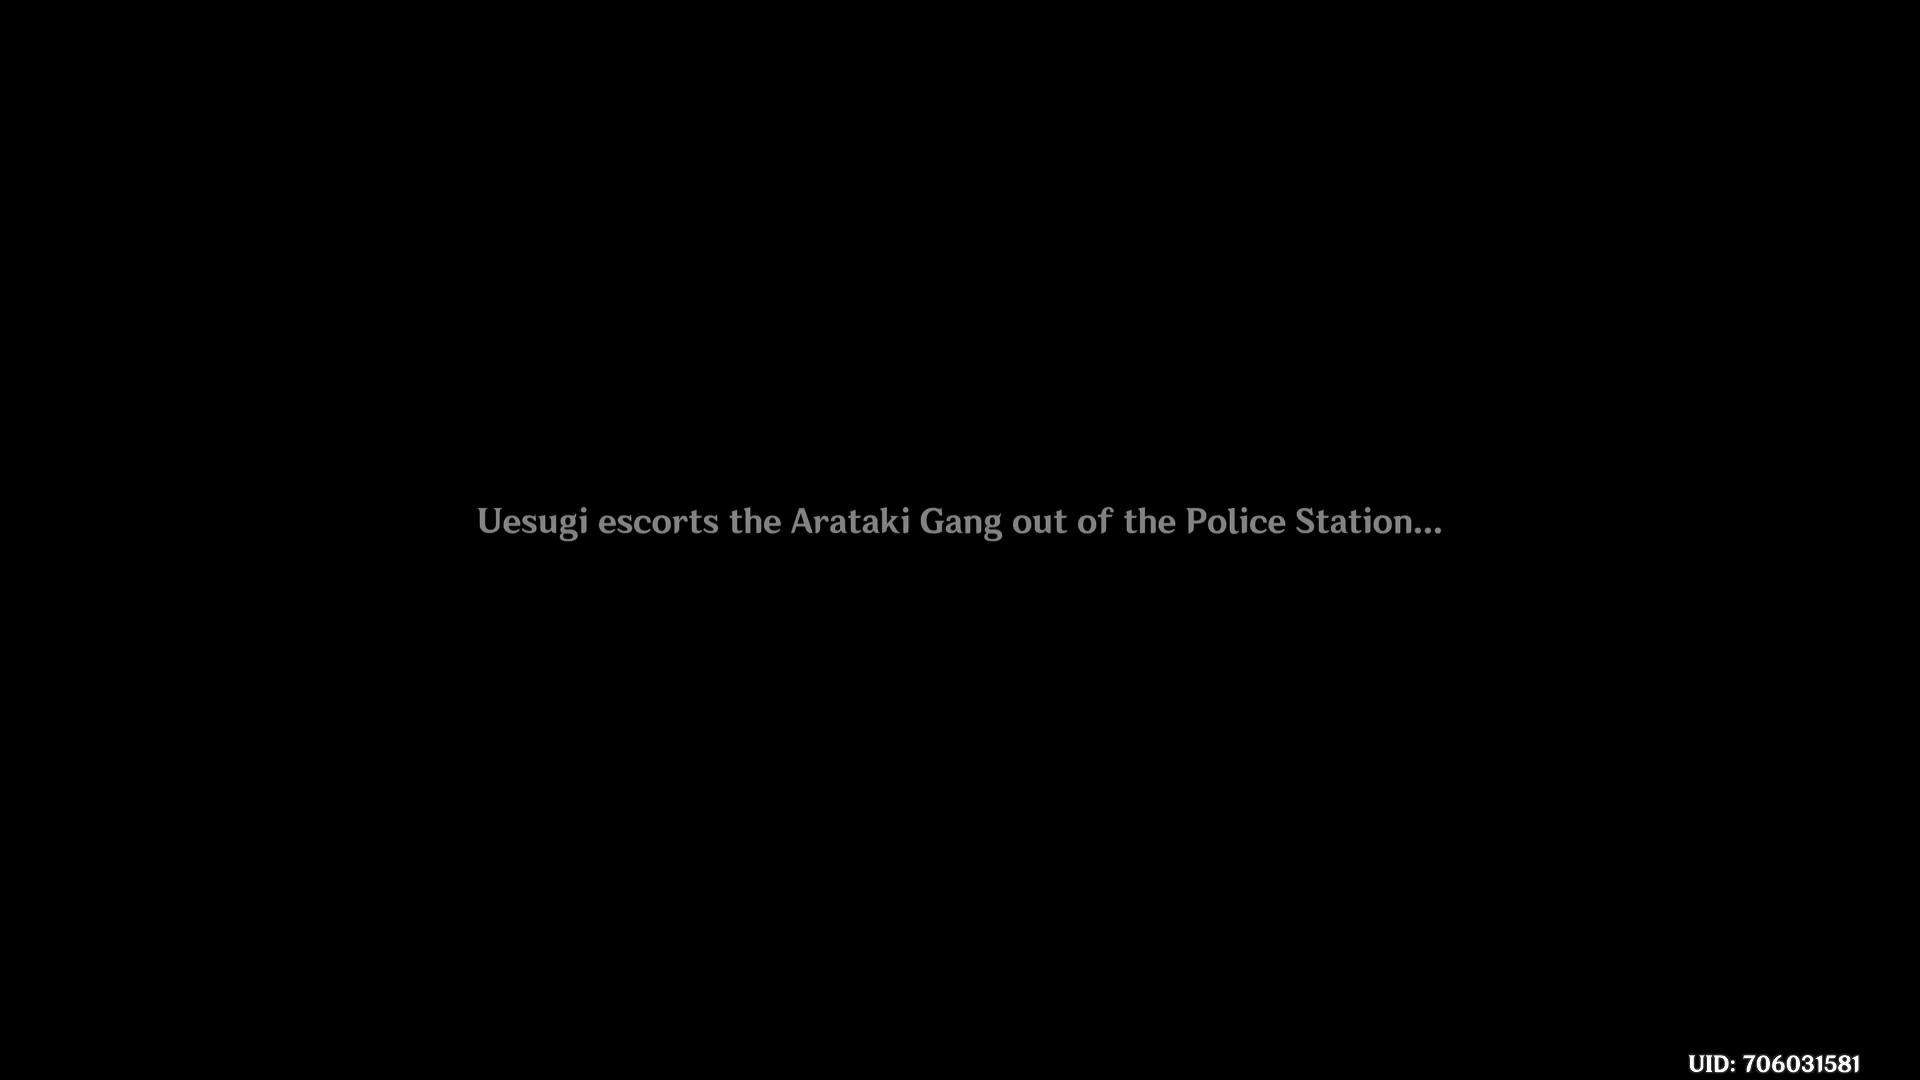 Uesugi escorts the Arataki Gang out of the Police Station...
UID: 706031581